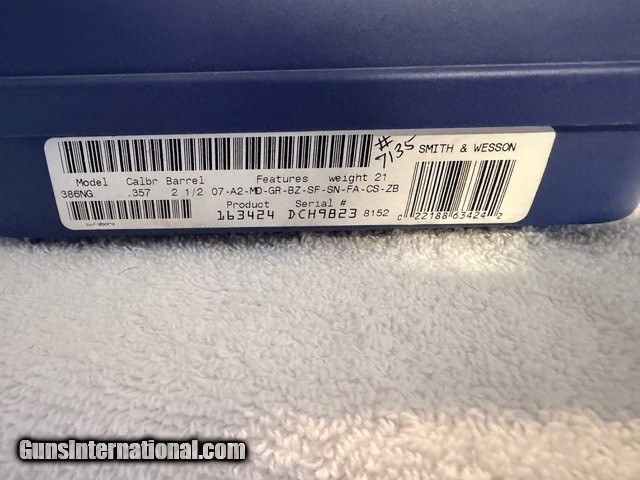 #7135
SMITH & WESSON
Model Calbr Barrel Features weight 21
386NG .357 2 1/2 07-A2-MD-GR-BZ-SF-SN-FA-CS-ZB
Product Serial #
163424 DCH9823 8152
0 22188 63424 2
GunsInternational.com